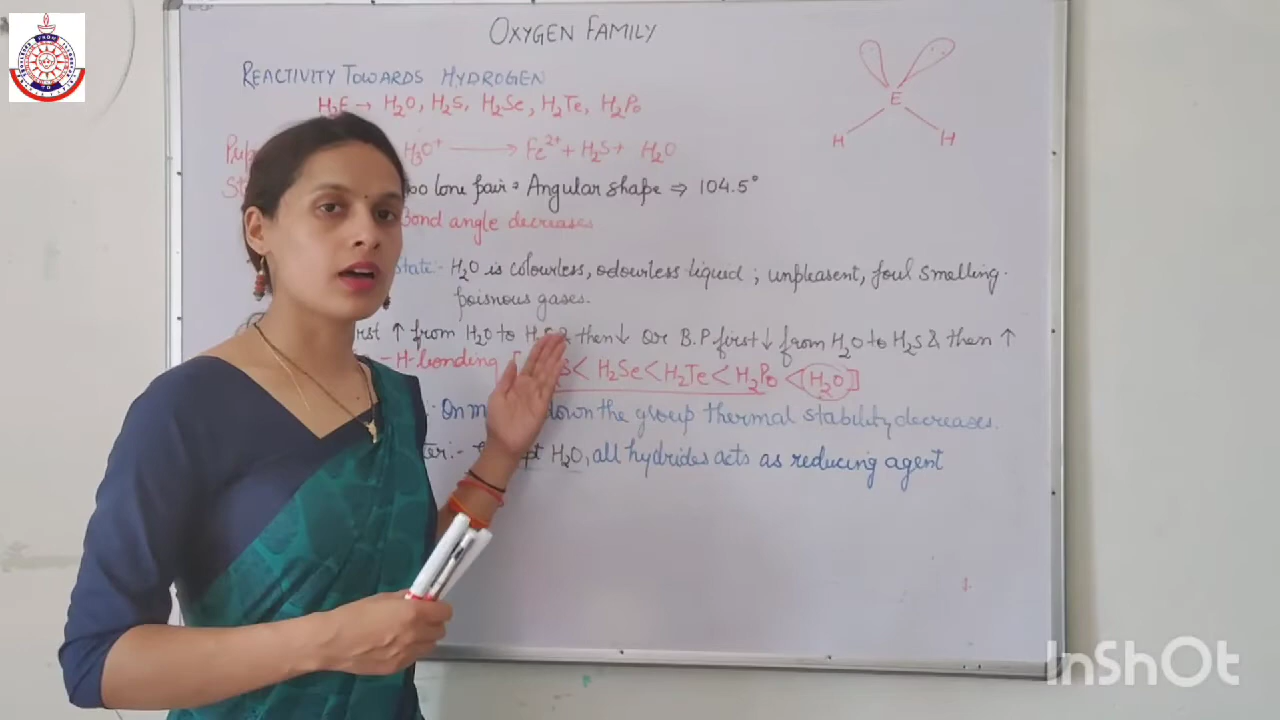 OXYGEN FAMILY
REACTIVITY TOWARDS HYDROGEN
H₂E → H₂O, H₂S, H₂Se, H₂Te, H₂Po
H₃O⁺ ⟶ Fe²⁺ + H₂S + H₂O
lone pair = Angular shape ⇒ 104.5°
Bond angle decreases
E
H H
state:- H₂O is colourless, odourless liquid ; unpleasent, foul smelling
poisnous gases.
↑ from H₂O to H₂S & then ↓ or B.P first ↓ from H₂O to H₂S & then ↑
- H-bonding [ < H₂Se < H₂Te < H₂Po < H₂O ]
:- On down the group thermal stability decreases.
:- H₂O, all hydrides acts as reducing agent
InShOt